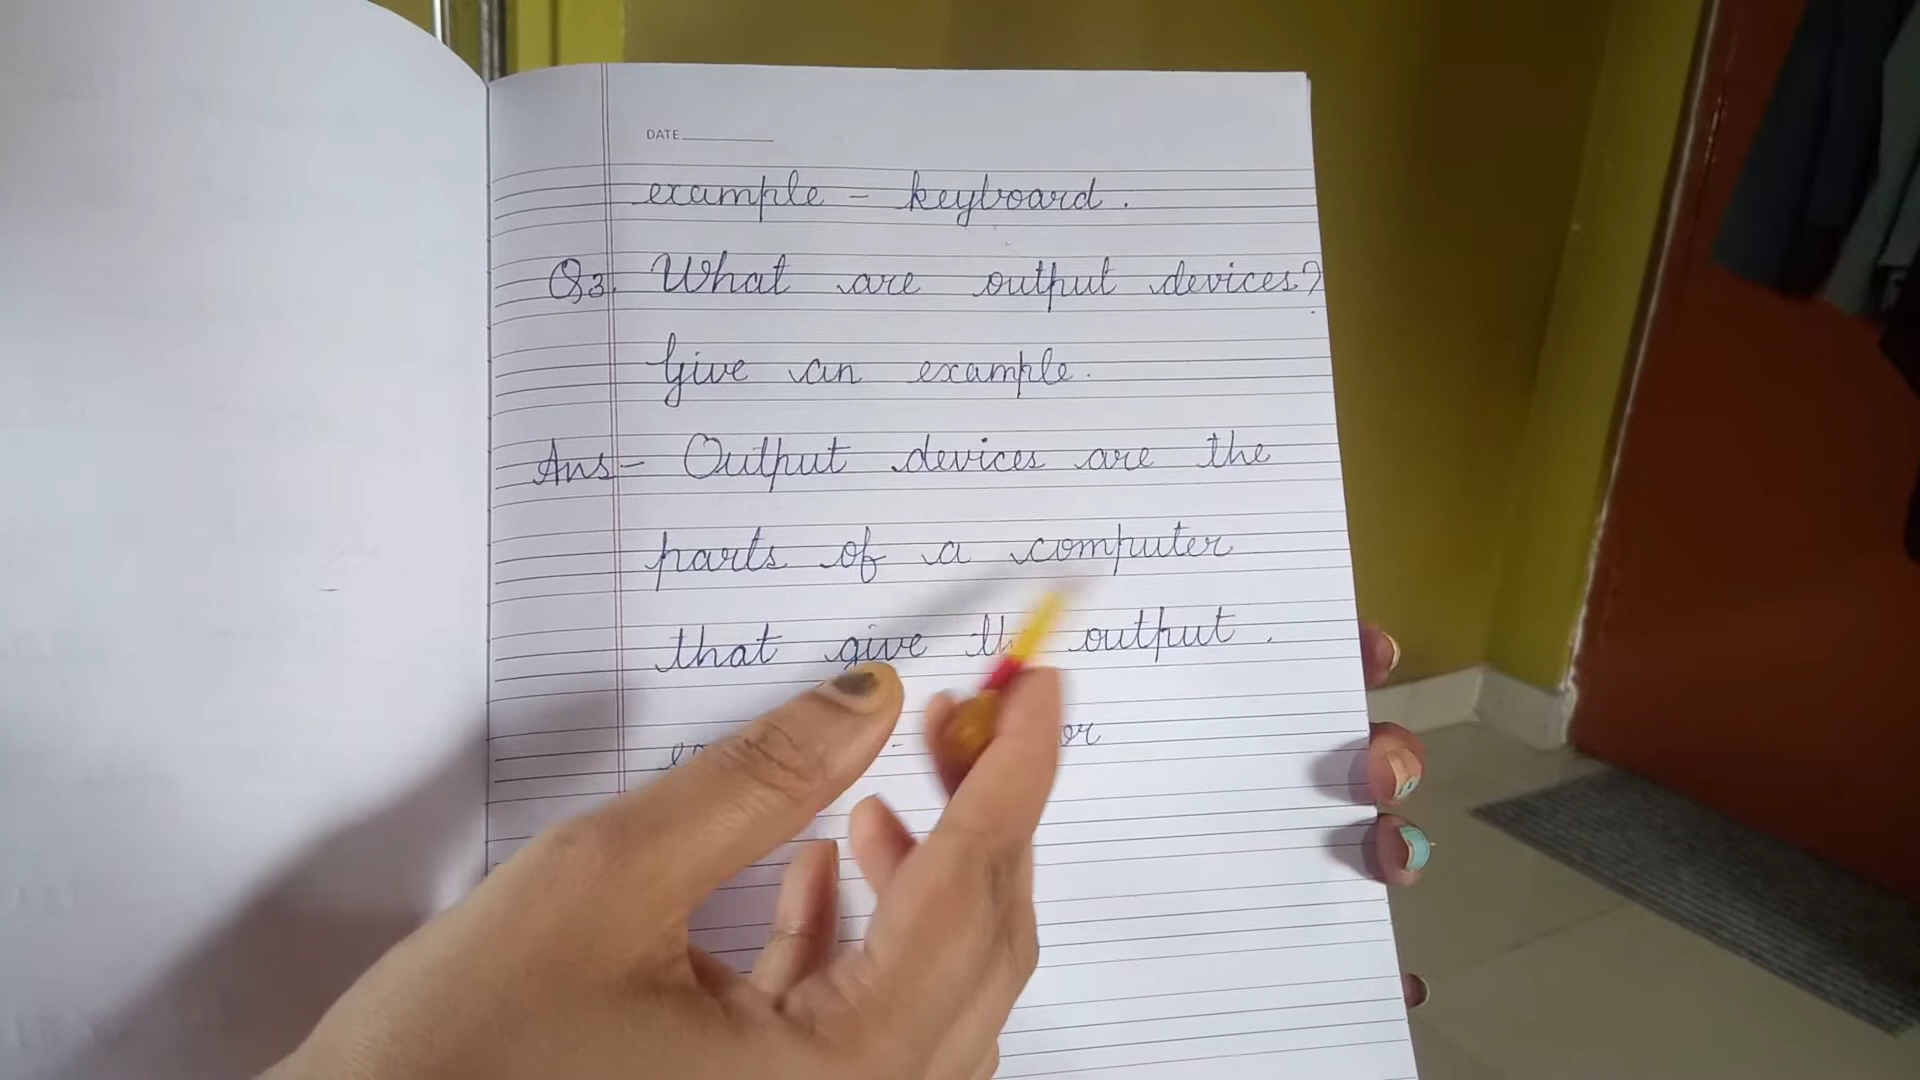 DATE
example - keyboard.
Q3. What are output devices?
Give an example.
Ans - Output devices are the
parts of a computer
that give output.